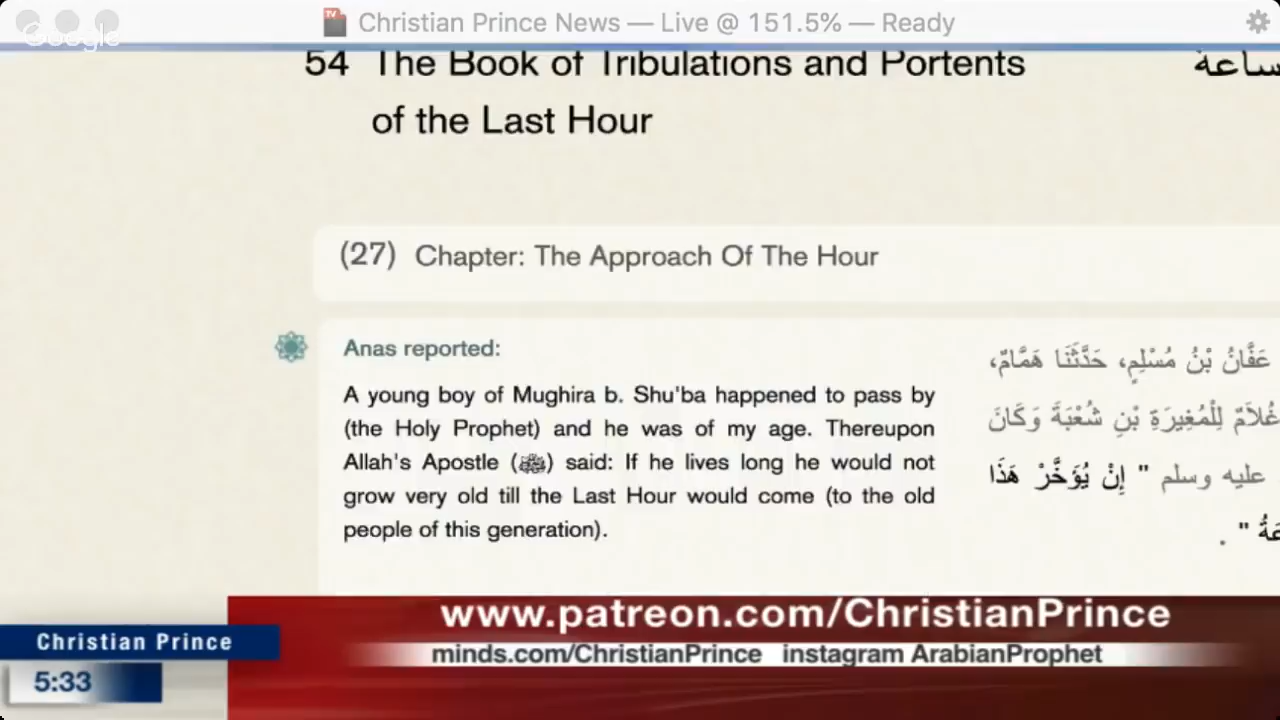 Christian Prince News — Live @ 151.5% — Ready
Google
54 The Book of Tribulations and Portents
of the Last Hour
ساعة
(27) Chapter: The Approach Of The Hour
Anas reported:
A young boy of Mughira b. Shu'ba happened to pass by
(the Holy Prophet) and he was of my age. Thereupon
Allah's Apostle (ﷺ) said: If he lives long he would not
grow very old till the Last Hour would come (to the old
people of this generation).
عَفَّانُ بْنُ مُسْلِمٍ، حَدَّثَنَا هَمَّامٌ،
غُلاَمٌ لِلْمُغِيرَةِ بْنِ شُعْبَةَ وَكَانَ
عليه وسلم " إِنْ يُؤَخَّرْ هَذَا
عَةُ " .
www.patreon.com/ChristianPrince
Christian Prince
minds.com/ChristianPrince instagram ArabianProphet
5:33